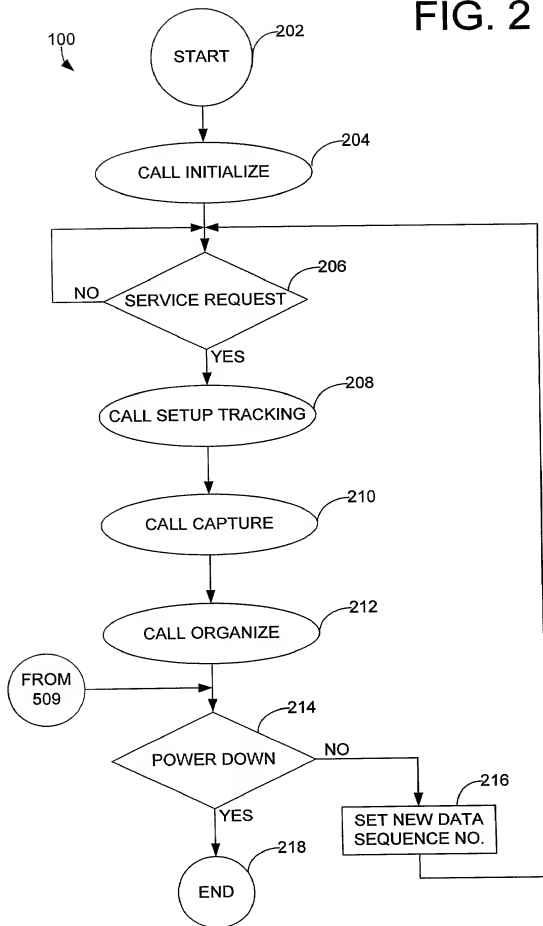 FIG. 2
100
START
202
CALL INITIALIZE
204
SERVICE REQUEST
206
NO
YES
CALL SETUP TRACKING
208
CALL CAPTURE
210
CALL ORGANIZE
212
FROM
509
POWER DOWN
214
NO
YES
SET NEW DATA
SEQUENCE NO.
216
END
218